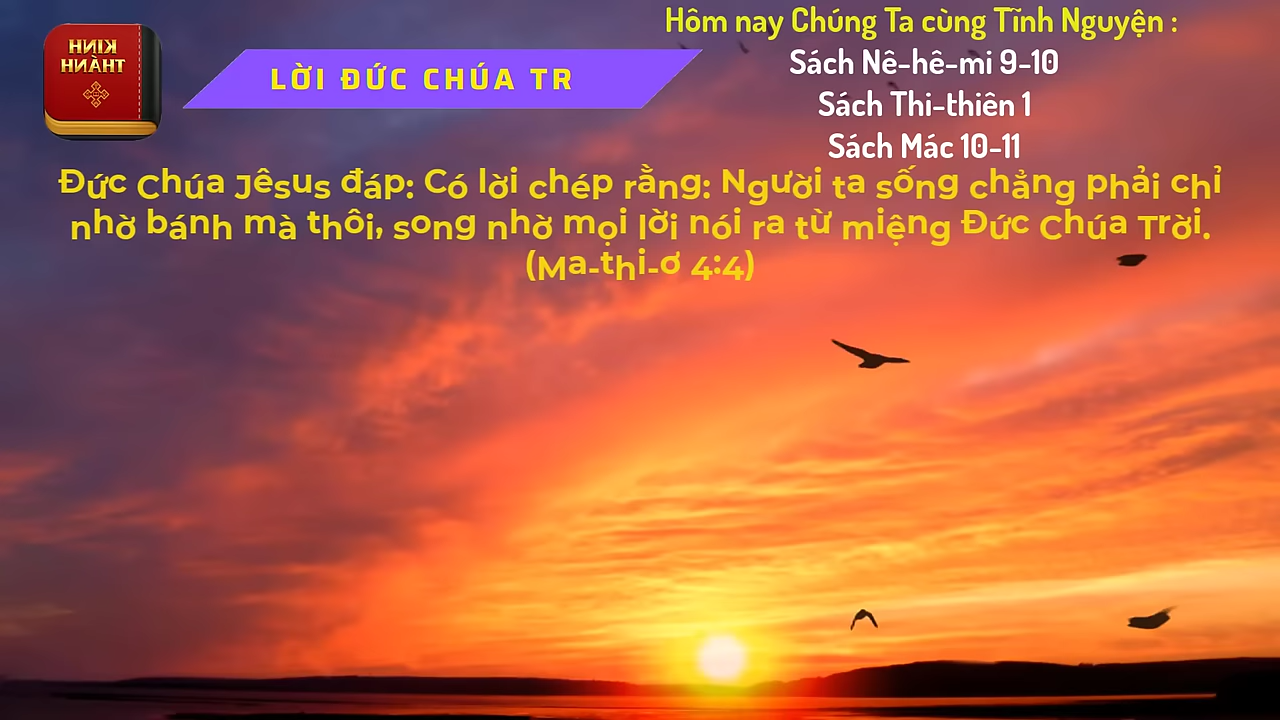 KINH
THÀNH
LỜI ĐỨC CHÚA TR
Hôm nay Chúng Ta cùng Tĩnh Nguyện :
Sách Nê-hê-mi 9-10
Sách Thi-thiên 1
Sách Mác 10-11
Đức Chúa Jêsus đáp: Có lời chép rằng: Người ta sống chẳng phải chỉ
nhờ bánh mà thôi, song nhờ mọi lời nói ra từ miệng Đức Chúa Trời.
(Ma-thi-ơ 4:4)